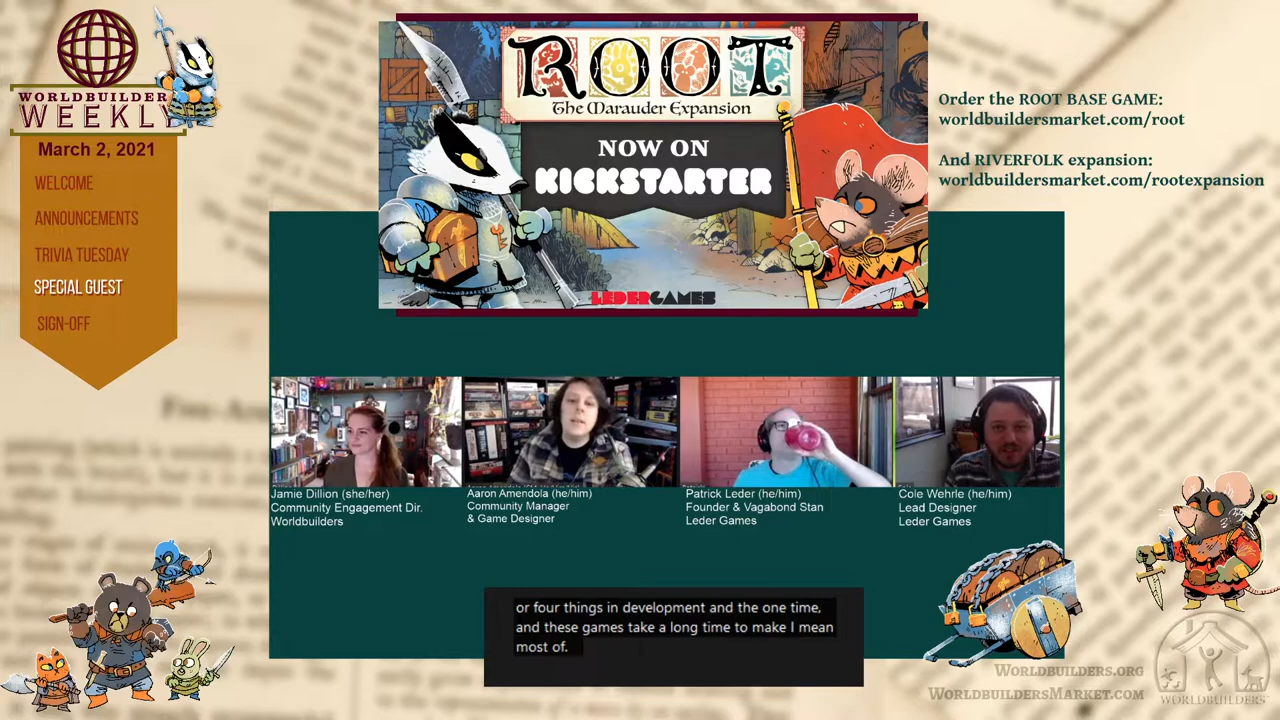 WORLDBUILDER
WEEKLY
March 2, 2021
WELCOME
ANNOUNCEMENTS
TRIVIA TUESDAY
SPECIAL GUEST
SIGN-OFF
ROOT
The Marauder Expansion
NOW ON
KICKSTARTER
LEDERGAMES
Order the ROOT BASE GAME:
worldbuildersmarket.com/root
And RIVERFOLK expansion:
worldbuildersmarket.com/rootexpansion
Jamie Dillion (she/her)
Community Engagement Dir.
Worldbuilders
Aaron Amendola (he/him)
Community Manager
& Game Designer
Patrick Leder (he/him)
Founder & Vagabond Stan
Leder Games
Cole Wehrle (he/him)
Lead Designer
Leder Games
or four things in development and the one time,
and these games take a long time to make I mean
most of.
WORLDBUILDERS.ORG
WORLDBUILDERSMARKET.COM
WORLDBUILDERS